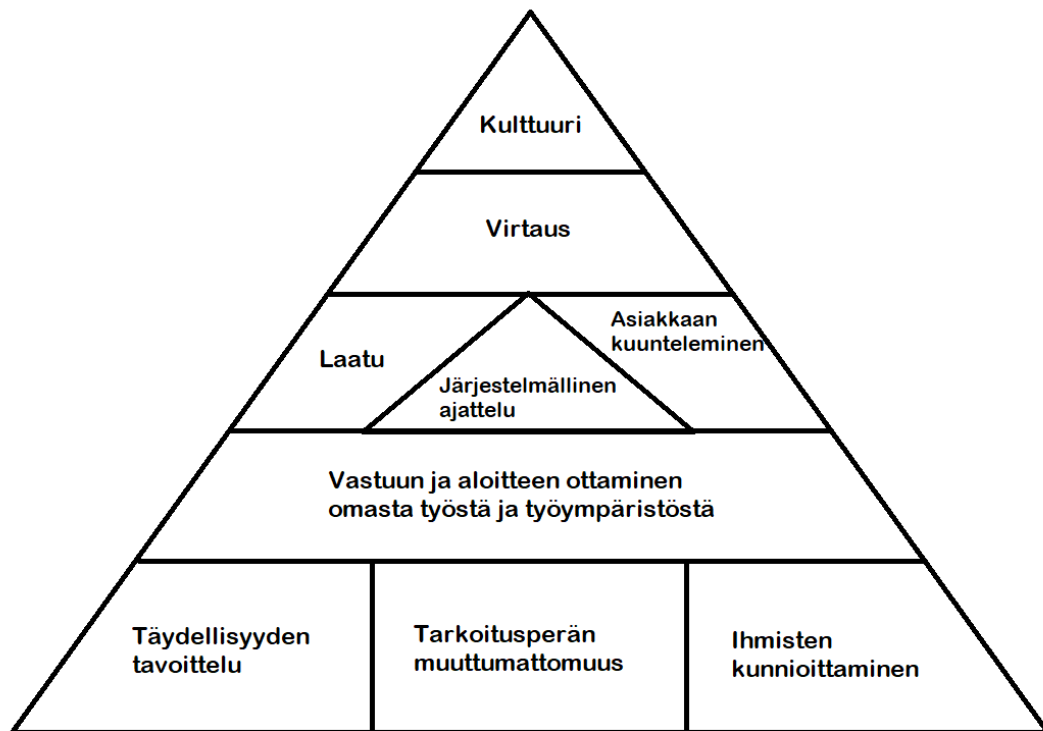 Kulttuuri
Virtaus
Laatu
Järjestelmällinen
ajattelu
Asiakkaan
kuunteleminen
Vastuun ja aloitteen ottaminen
omasta työstä ja työympäristöstä
Täydellisyyden
tavoittelu
Tarkoitusperän
muuttumattomuus
Ihmisten
kunnioittaminen